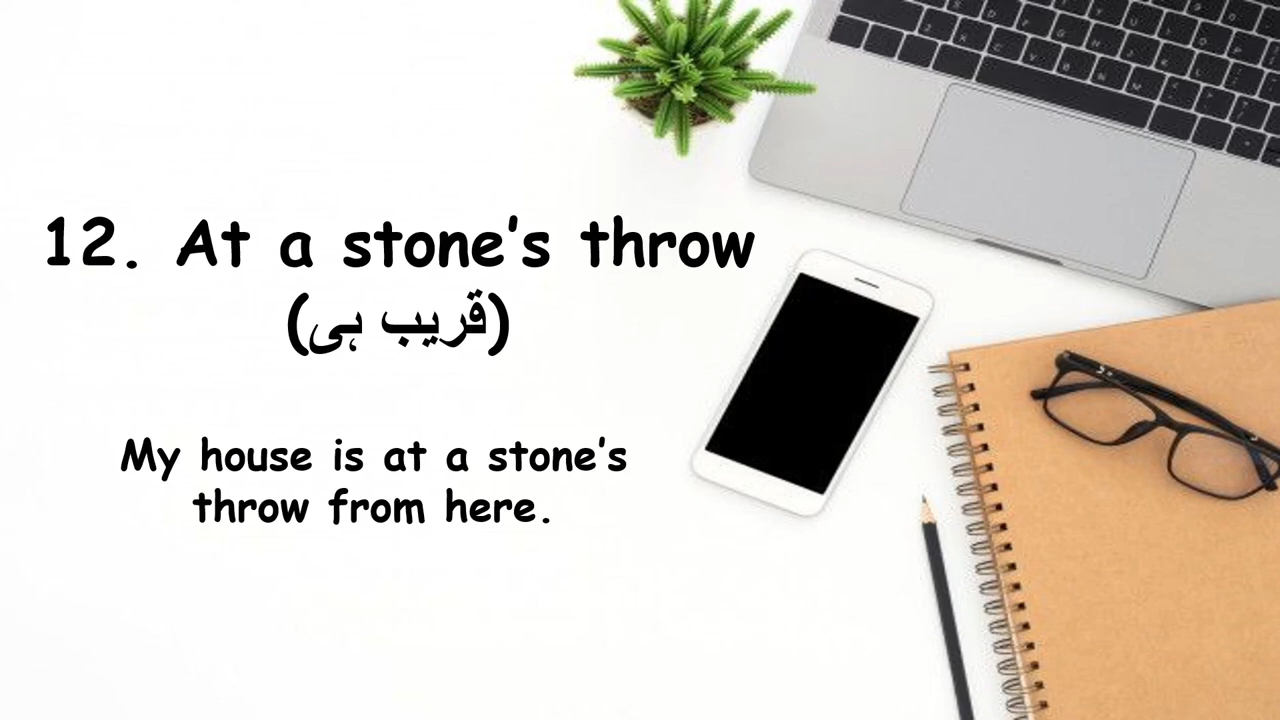 12. At a stone’s throw
(قریب ہی)
My house is at a stone’s
throw from here.